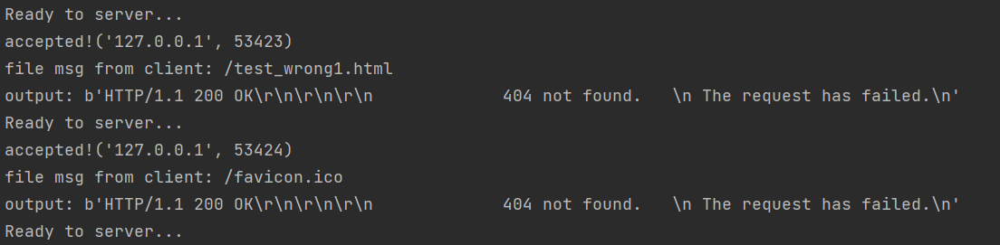 Ready to server...
accepted!('127.0.0.1', 53423)
file msg from client: /test_wrong1.html
output: b'HTTP/1.1 200 OK\r\n\r\n\r\n             404 not found.   \n The request has failed.\n'
Ready to server...
accepted!('127.0.0.1', 53424)
file msg from client: /favicon.ico
output: b'HTTP/1.1 200 OK\r\n\r\n\r\n             404 not found.   \n The request has failed.\n'
Ready to server...